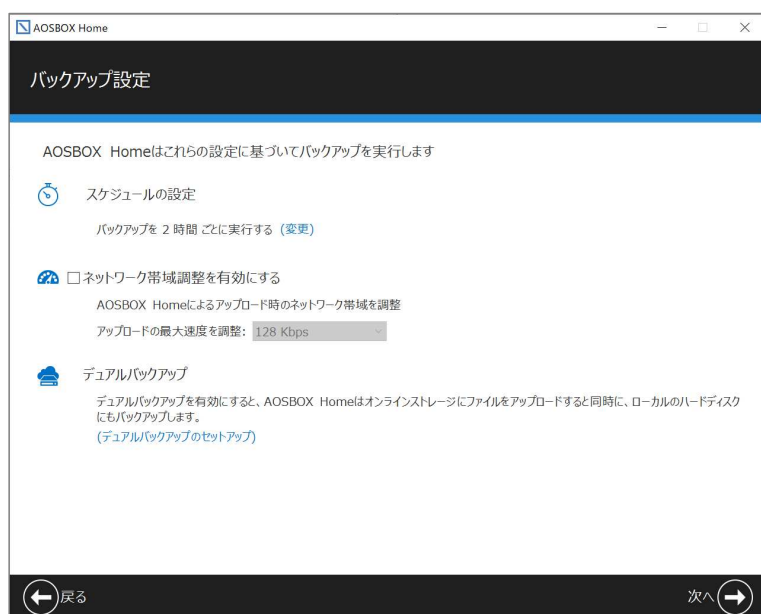 AOSBOX Home
バックアップ設定
AOSBOX Homeはこれらの設定に基づいてバックアップを実行します
スケジュールの設定
バックアップを 2 時間 ごとに実行する (変更)
ネットワーク帯域調整を有効にする
AOSBOX Homeによるアップロード時のネットワーク帯域を調整
アップロードの最大速度を調整: 128 Kbps
デュアルバックアップ
デュアルバックアップを有効にすると、AOSBOX Homeはオンラインストレージにファイルをアップロードすると同時に、ローカルのハードディスク
にもバックアップします。
(デュアルバックアップのセットアップ)
戻る 次へ